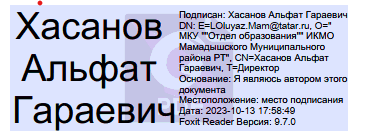 Хасанов
Альфат
Гараевич
Подписан: Хасанов Альфат Гараевич
DN: E=LOluyaz.Mam@tatar.ru, O="
МКУ ""Отдел образования"" ИКМО
Мамадышского Муниципального
района РТ", CN=Хасанов Альфат
Гараевич, T=Директор
Основание: Я являюсь автором этого
документа
Местоположение: место подписания
Дата: 2023-10-13 17:58:49
Foxit Reader Версия: 9.7.0